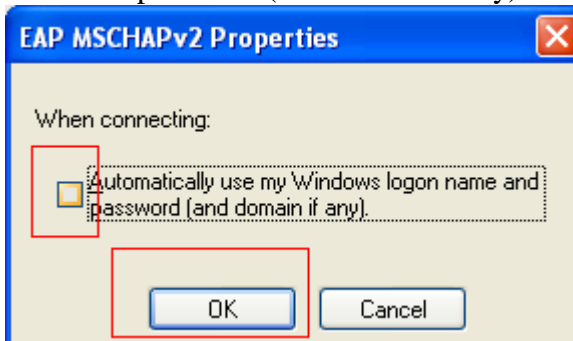 EAP MSCHAPv2 Properties
When connecting:
Automatically use my Windows logon name and
password (and domain if any).
OK Cancel